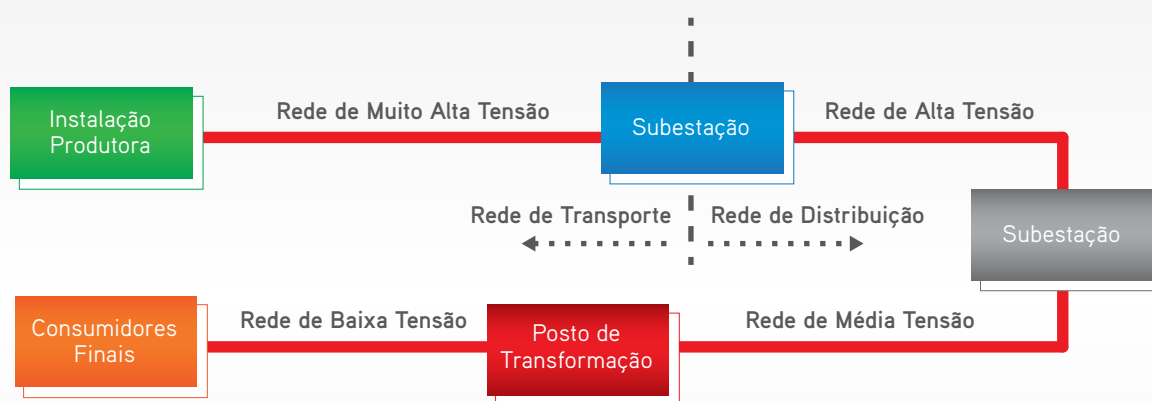 Instalação
Produtora
Rede de Muito Alta Tensão
Subestação
Rede de Alta Tensão
Rede de Transporte
Rede de Distribuição
Subestação
Consumidores
Finais
Rede de Baixa Tensão
Posto de
Transformação
Rede de Média Tensão